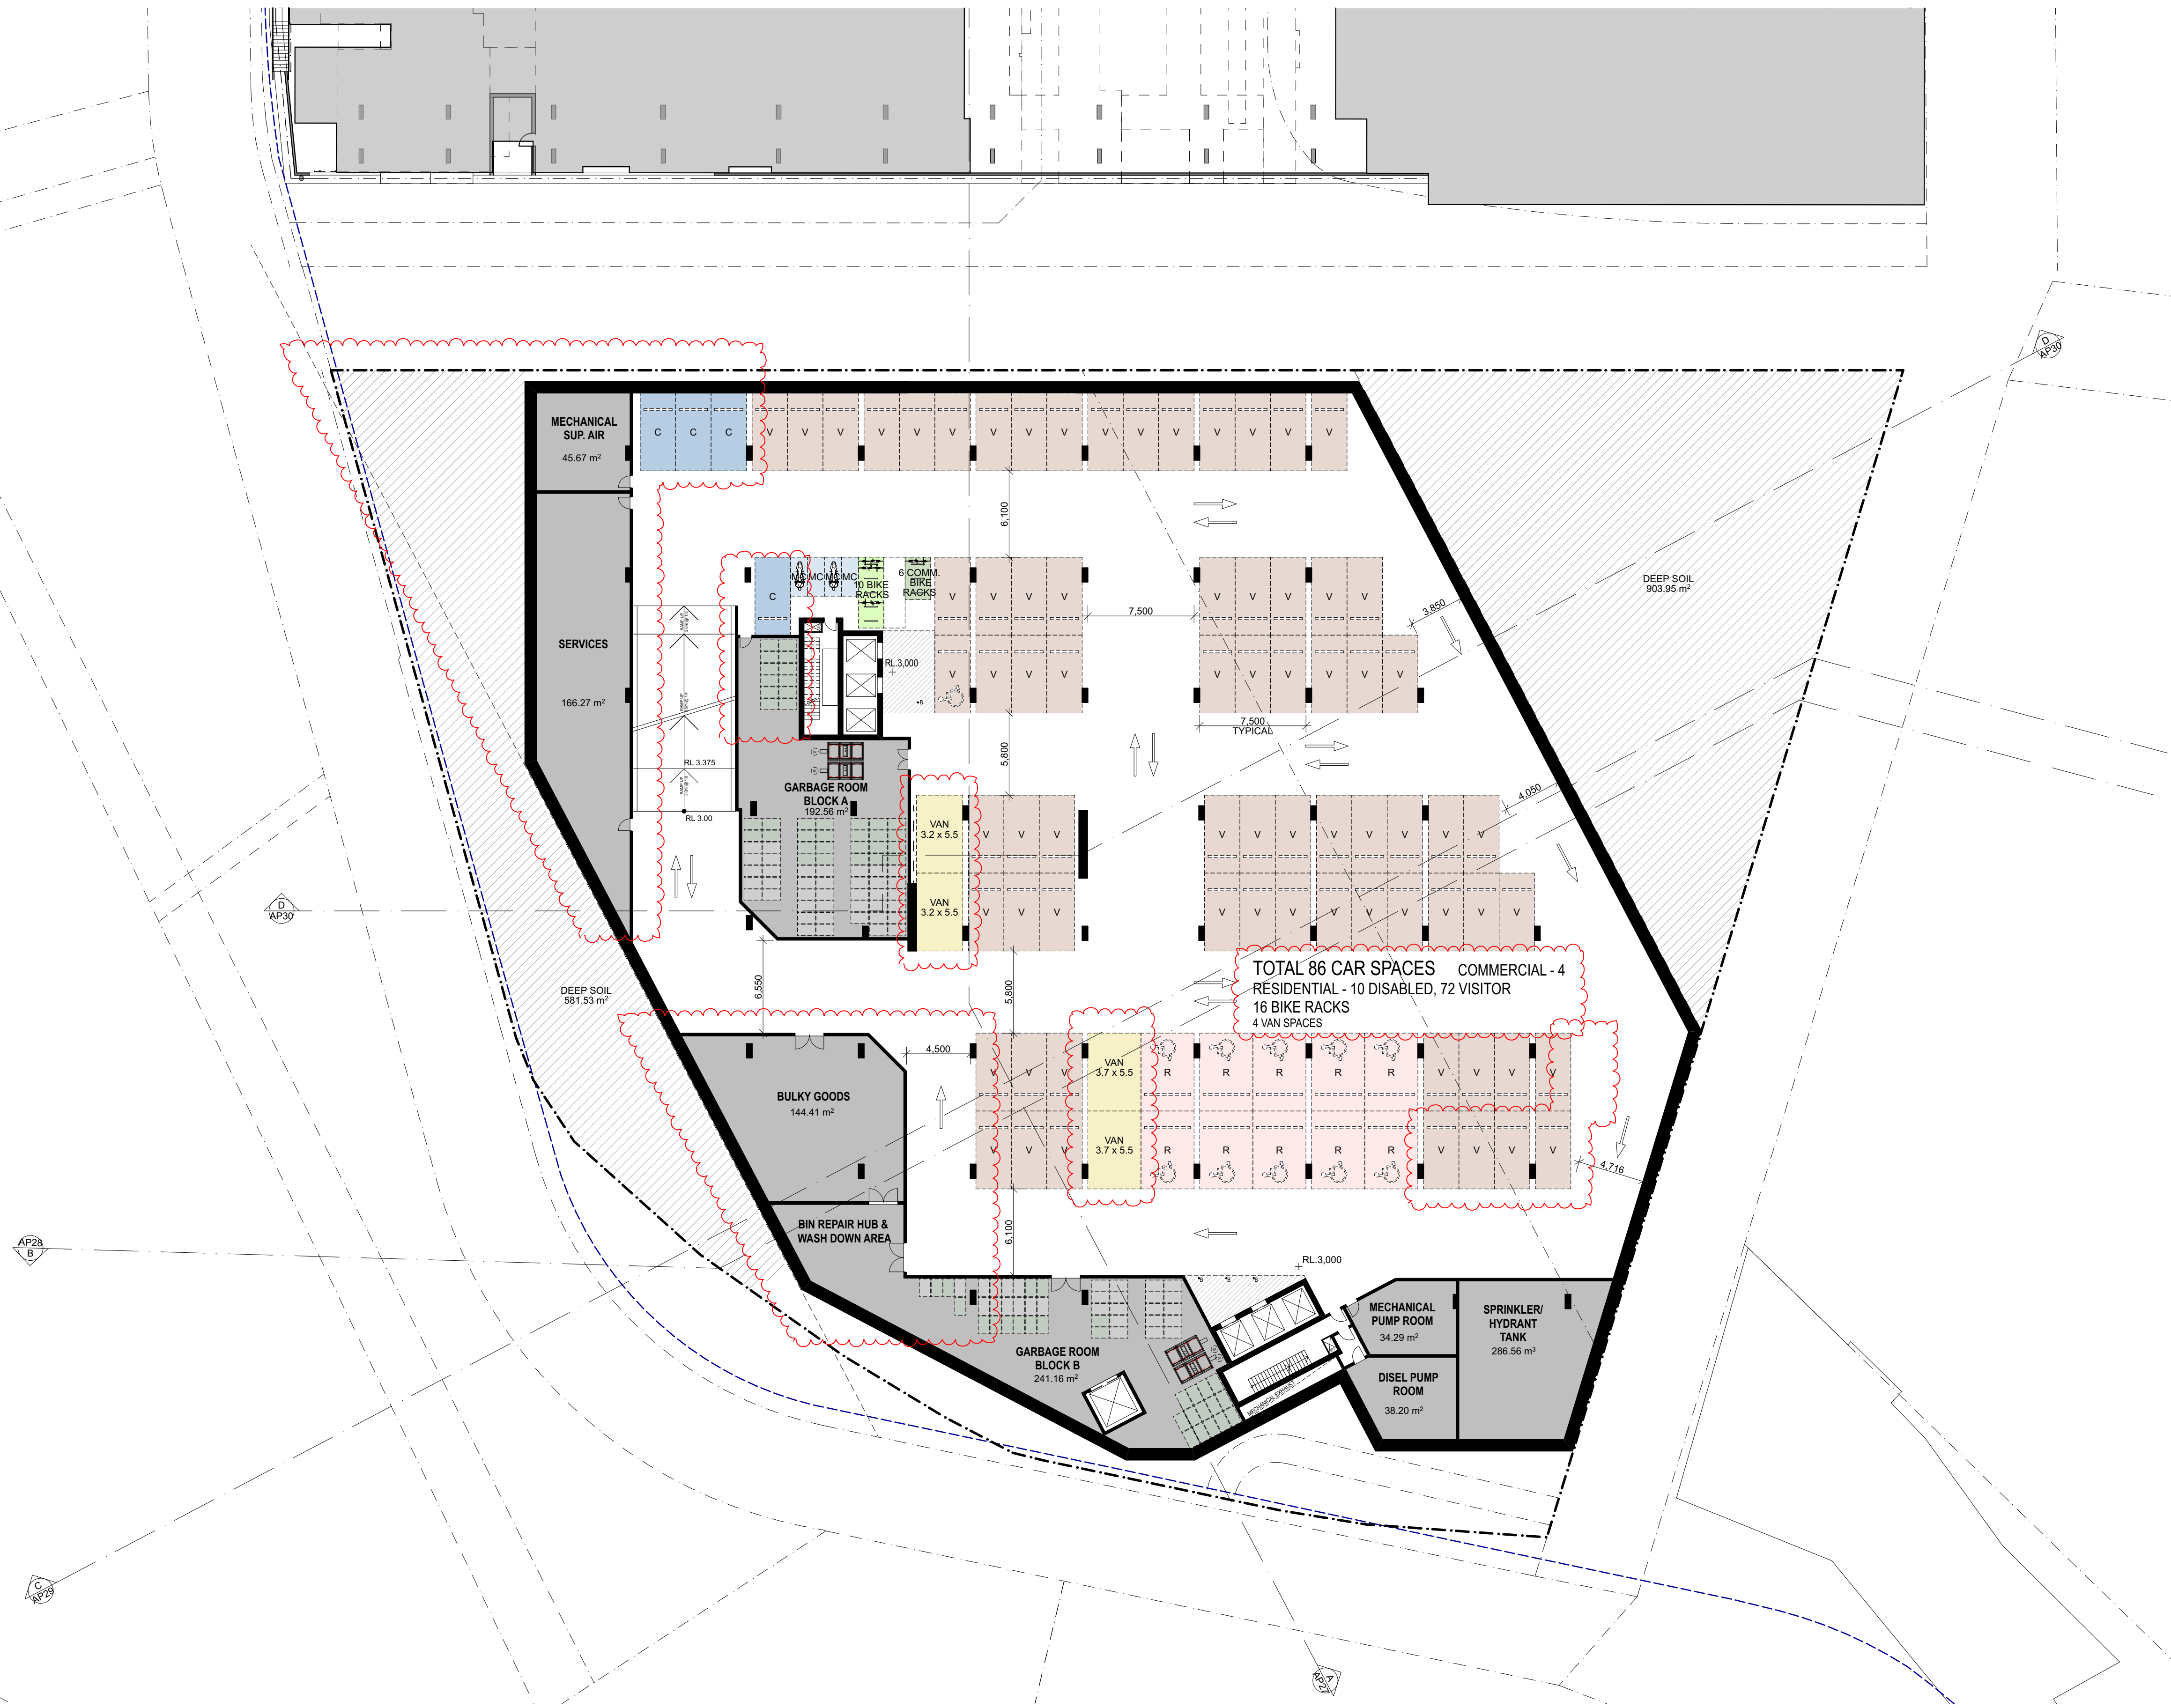 D
AP30
MECHANICAL
SUP. AIR
45.67 m²
C C C V V V V V V V V V V V V V V V V
6,100
DEEP SOIL
903.95 m²
C
MC MC MC MC
10 BIKE
RACKS
6 COMM.
BIKE
RACKS
V V V V
V V V V V
7,500
3,850
SERVICES
166.27 m²
RL.3,000
V V V V
V V V V V V
7,500
TYPICAL
5,800
RL 3.375
RL 3.00
GARBAGE ROOM
BLOCK A
192.56 m²
4,050
VAN
3.2 x 5.5
V V V
V V V V V V V V
VAN
3.2 x 5.5
V V V
V V V V V V V V V
D
AP30
TOTAL 86 CAR SPACES COMMERCIAL - 4
RESIDENTIAL - 10 DISABLED, 72 VISITOR
16 BIKE RACKS
4 VAN SPACES
DEEP SOIL
581.53 m²
6,550
5,800
4,500
V V V
VAN
3.7 x 5.5
R R R R R
V V V V
BULKY GOODS
144.41 m²
V V V
VAN
3.7 x 5.5
R R R R R
V V V V
4,716
BIN REPAIR HUB &
WASH DOWN AREA
6,100
AP28
B
RL.3,000
MECHANICAL
PUMP ROOM
34.29 m²
SPRINKLER/
HYDRANT
TANK
286.56 m³
GARBAGE ROOM
BLOCK B
241.16 m²
DISEL PUMP
ROOM
38.20 m²
MECHANICAL EXHAUST
C
AP29
A
AP27